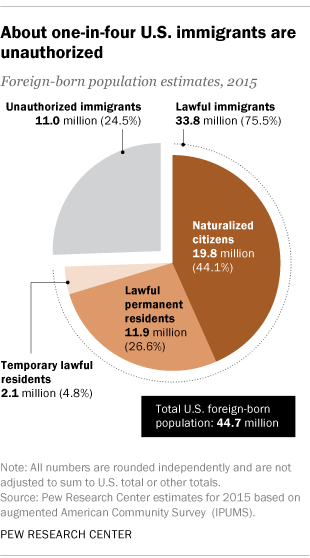 About one-in-four U.S. immigrants are
unauthorized
Foreign-born population estimates, 2015
Unauthorized immigrants
11.0 million (24.5%)
Lawful immigrants
33.8 million (75.5%)
Naturalized
citizens
19.8 million
(44.1%)
Lawful
permanent
residents
11.9 million
(26.6%)
Temporary lawful
residents
2.1 million (4.8%)
Total U.S. foreign-born
population: 44.7 million
Note: All numbers are rounded independently and are not
adjusted to sum to U.S. total or other totals.
Source: Pew Research Center estimates for 2015 based on
augmented American Community Survey (IPUMS).
PEW RESEARCH CENTER